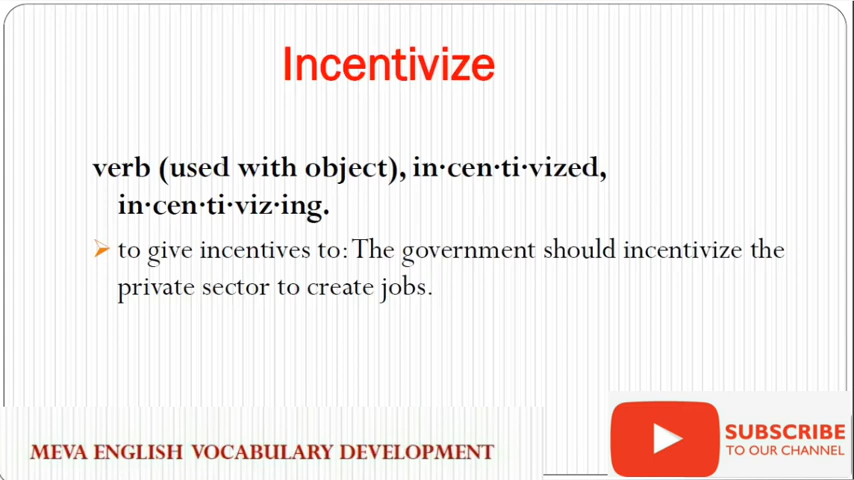 Incentivize
verb (used with object), in·cen·ti·vized,
in·cen·ti·viz·ing.
to give incentives to: The government should incentivize the
private sector to create jobs.
MEVA ENGLISH VOCABULARY DEVELOPMENT
SUBSCRIBE
TO OUR CHANNEL